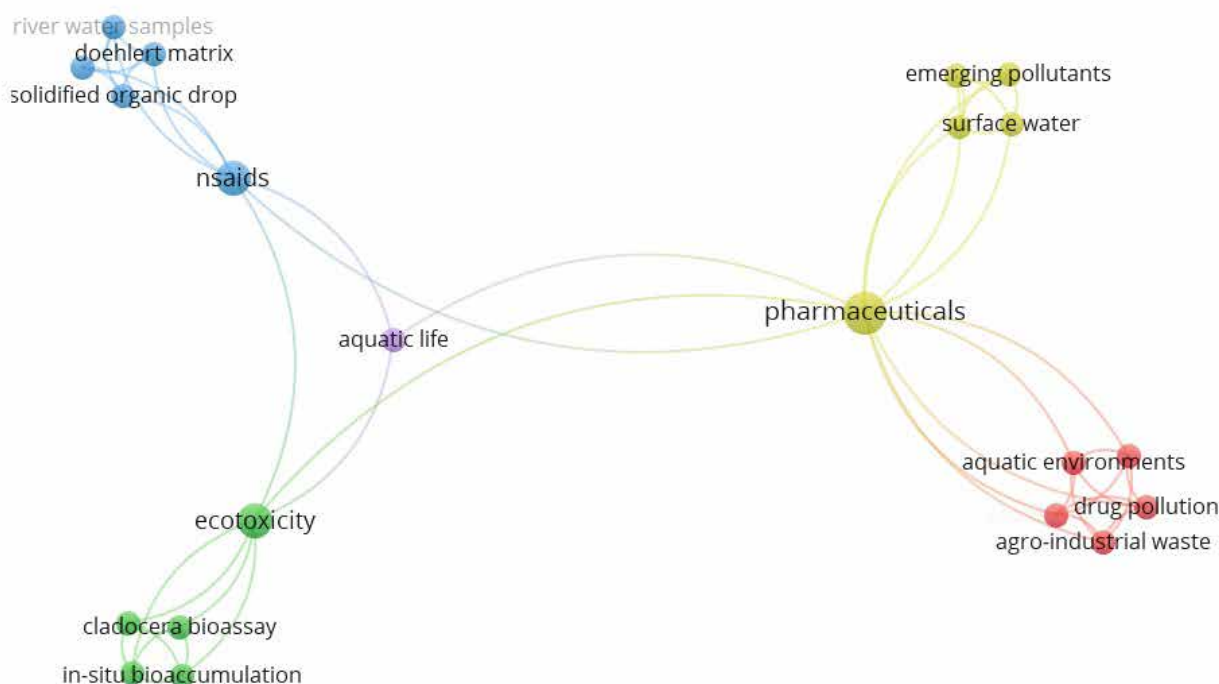 river water samples
doehlert matrix
solidified organic drop
nsaids
emerging pollutants
surface water
pharmaceuticals
aquatic life
aquatic environments
drug pollution
agro-industrial waste
ecotoxicity
cladocera bioassay
in-situ bioaccumulation